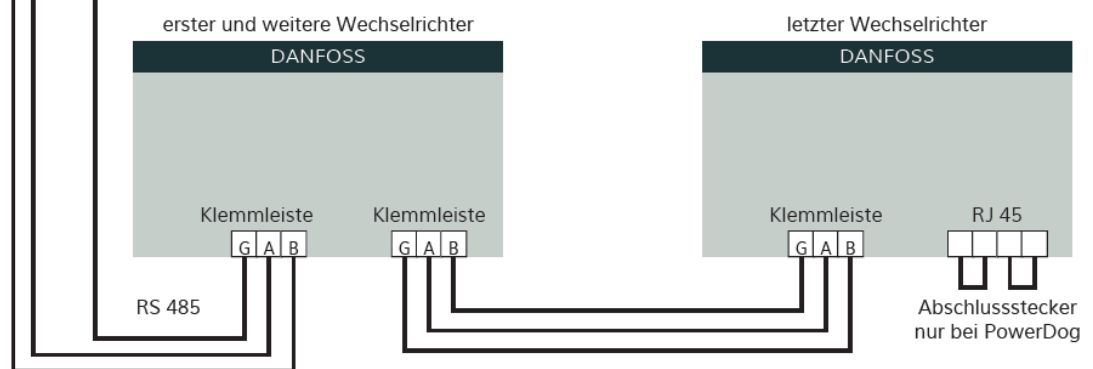 erster und weitere Wechselrichter
letzter Wechselrichter
DANFOSS
DANFOSS
Klemmleiste
Klemmleiste
Klemmleiste
RJ 45
G A B
G A B
G A B
RS 485
Abschlussstecker
nur bei PowerDog